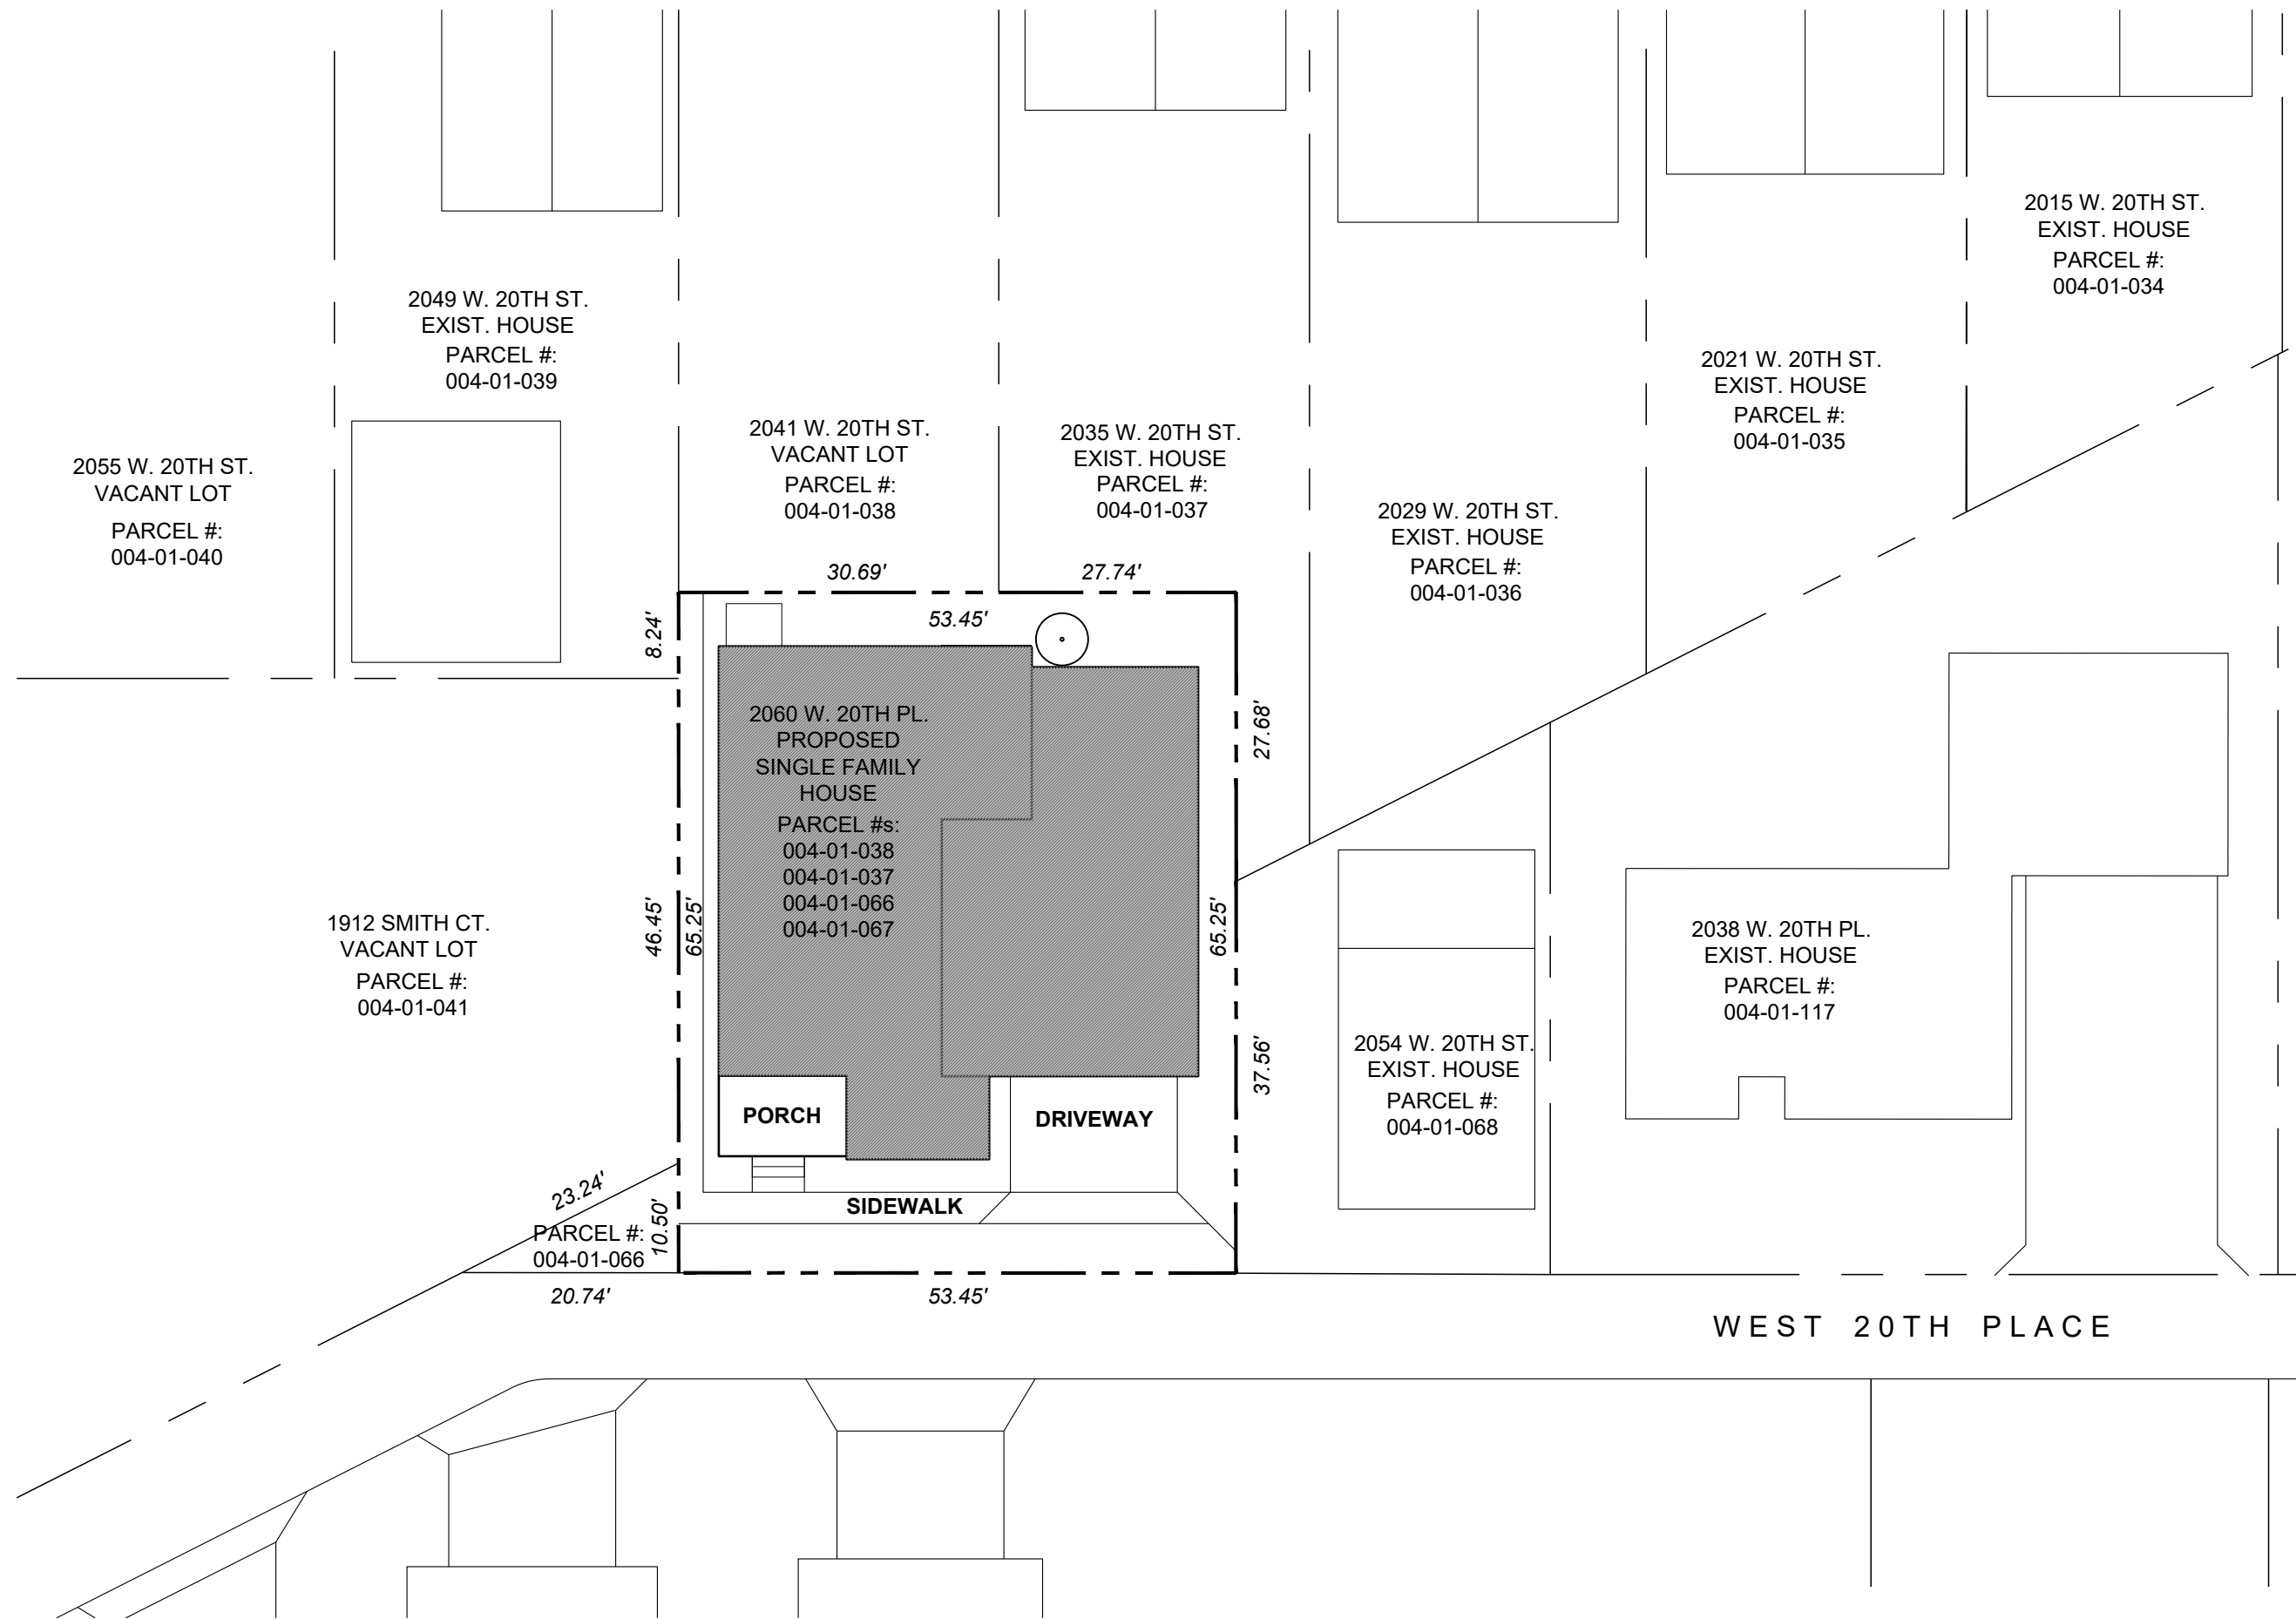 2015 W. 20TH ST.
EXIST. HOUSE
PARCEL #:
004-01-034
2049 W. 20TH ST.
EXIST. HOUSE
PARCEL #:
004-01-039
2021 W. 20TH ST.
EXIST. HOUSE
PARCEL #:
004-01-035
2055 W. 20TH ST.
VACANT LOT
PARCEL #:
004-01-040
2041 W. 20TH ST.
VACANT LOT
PARCEL #:
004-01-038
2035 W. 20TH ST.
EXIST. HOUSE
PARCEL #:
004-01-037
2029 W. 20TH ST.
EXIST. HOUSE
PARCEL #:
004-01-036
30.69'
27.74'
53.45'
8.24'
27.68'
2060 W. 20TH PL.
PROPOSED
SINGLE FAMILY
HOUSE
PARCEL #s:
004-01-038
004-01-037
004-01-066
004-01-067
46.45'
65.25'
65.25'
1912 SMITH CT.
VACANT LOT
PARCEL #:
004-01-041
2038 W. 20TH PL.
EXIST. HOUSE
PARCEL #:
004-01-117
37.56'
2054 W. 20TH ST.
EXIST. HOUSE
PARCEL #:
004-01-068
PORCH
DRIVEWAY
23.24'
10.50'
SIDEWALK
PARCEL #:
004-01-066
20.74'
53.45'
WEST 20TH PLACE